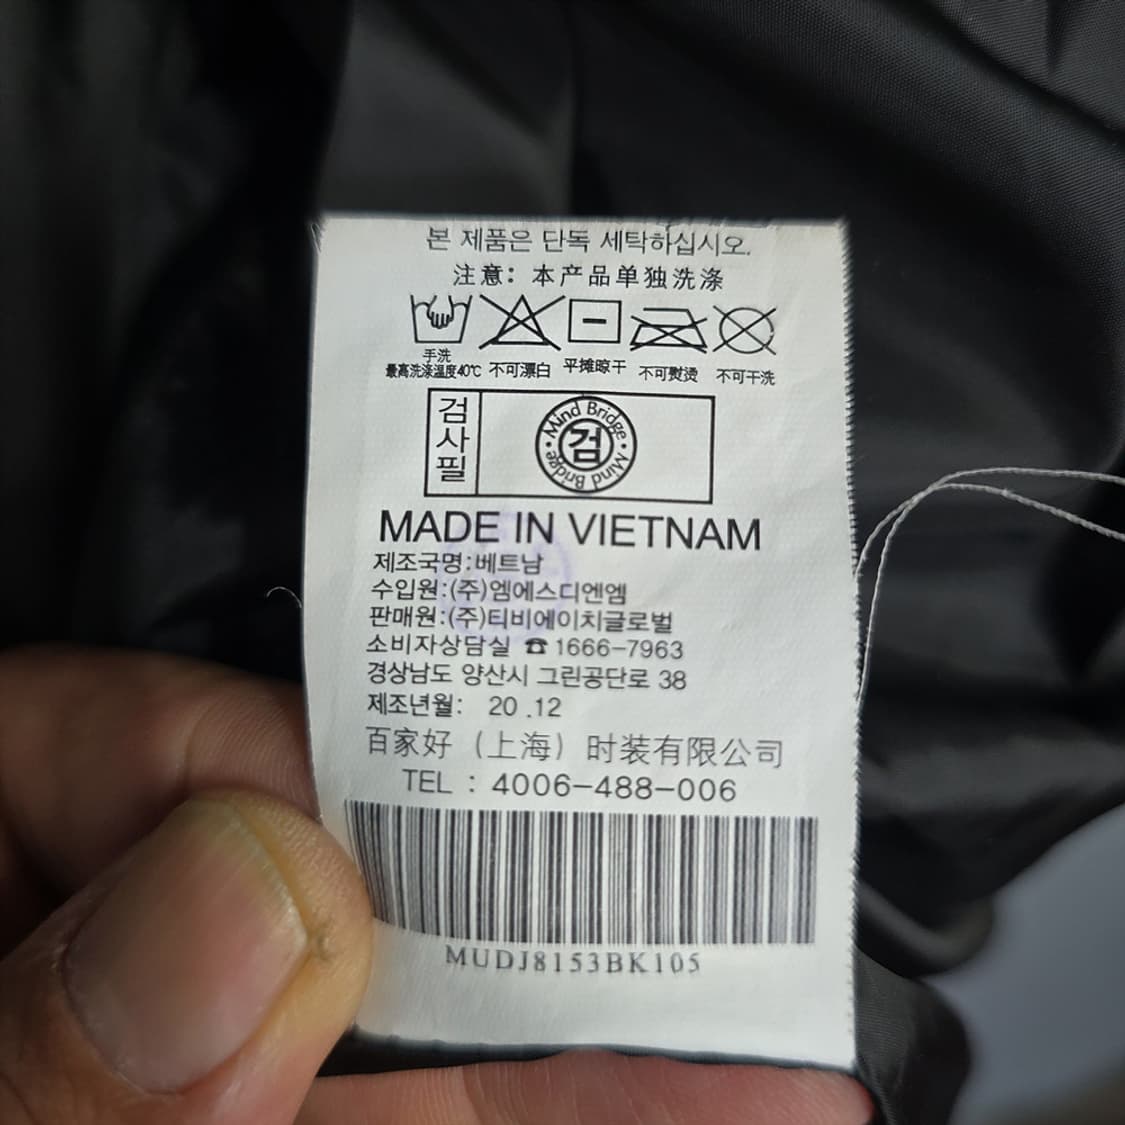 본 제품은 단독 세탁하십시오.
注意：本产品单独洗涤
手洗
最高洗涤温度40℃ 不可漂白 平摊晾干 不可熨烫 不可干洗
검사필
Mind Bridge · Mind Bridge ·
검
MADE IN VIETNAM
제조국명:베트남
수입원:(주)엠에스디엔엠
판매원:(주)티비에이치글로벌
소비자상담실 ☎ 1666-7963
경상남도 양산시 그린공단로 38
제조년월: 20 .12
百家好（上海）时装有限公司
TEL : 4006-488-006
MUDJ8153BK105